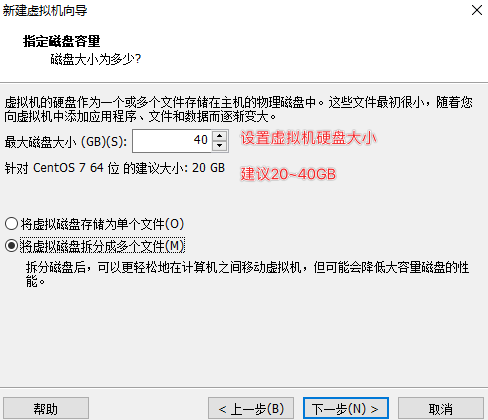 新建虚拟机向导
指定磁盘容量
磁盘大小为多少?
虚拟机的硬盘作为一个或多个文件存储在主机的物理磁盘中。这些文件最初很小，随着您
向虚拟机中添加应用程序、文件和数据而逐渐变大。
最大磁盘大小 (GB)(S): 40 设置虚拟机硬盘大小
针对 CentOS 7 64 位 的建议大小: 20 GB
建议20~40GB
将虚拟磁盘存储为单个文件(O)
将虚拟磁盘拆分成多个文件(M)
拆分磁盘后，可以更轻松地在计算机之间移动虚拟机，但可能会降低大容量磁盘的性
能。
帮助 < 上一步(B) 下一步(N) > 取消